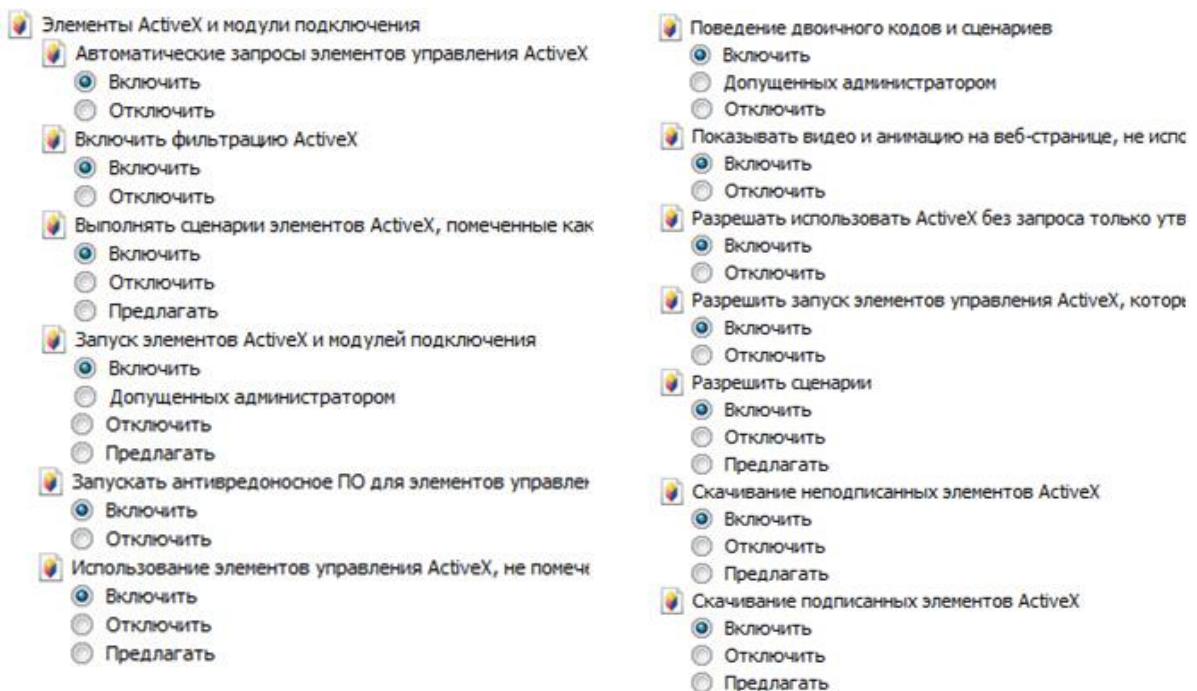 Элементы ActiveX и модули подключения
Автоматические запросы элементов управления ActiveX
Включить
Отключить
Включить фильтрацию ActiveX
Включить
Отключить
Выполнять сценарии элементов ActiveX, помеченные как
Включить
Отключить
Предлагать
Запуск элементов ActiveX и модулей подключения
Включить
Допущенных администратором
Отключить
Предлагать
Запускать антивредоносное ПО для элементов управлен
Включить
Отключить
Использование элементов управления ActiveX, не помече
Включить
Отключить
Предлагать
Поведение двоичного кодов и сценариев
Включить
Допущенных администратором
Отключить
Показывать видео и анимацию на веб-странице, не испо
Включить
Отключить
Разрешать использовать ActiveX без запроса только утв
Включить
Отключить
Разрешить запуск элементов управления ActiveX, которы
Включить
Отключить
Разрешить сценарии
Включить
Отключить
Предлагать
Скачивание неподписанных элементов ActiveX
Включить
Отключить
Предлагать
Скачивание подписанных элементов ActiveX
Включить
Отключить
Предлагать